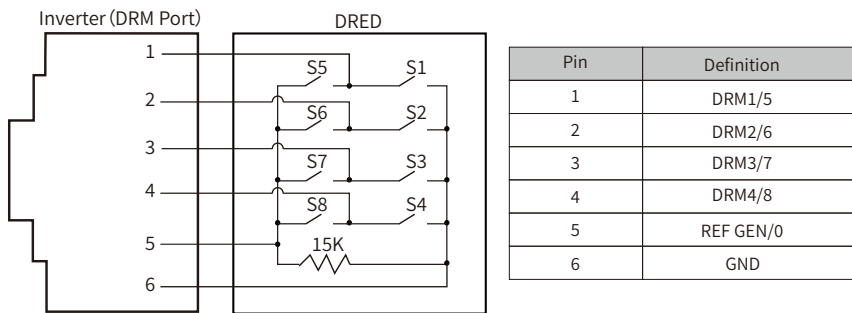 Inverter (DRM Port)
DRED
1
2
3
4
5
6
S5 S1
S6 S2
S7 S3
S8 S4
15K
Pin Definition
1 DRM1/5
2 DRM2/6
3 DRM3/7
4 DRM4/8
5 REF GEN/0
6 GND